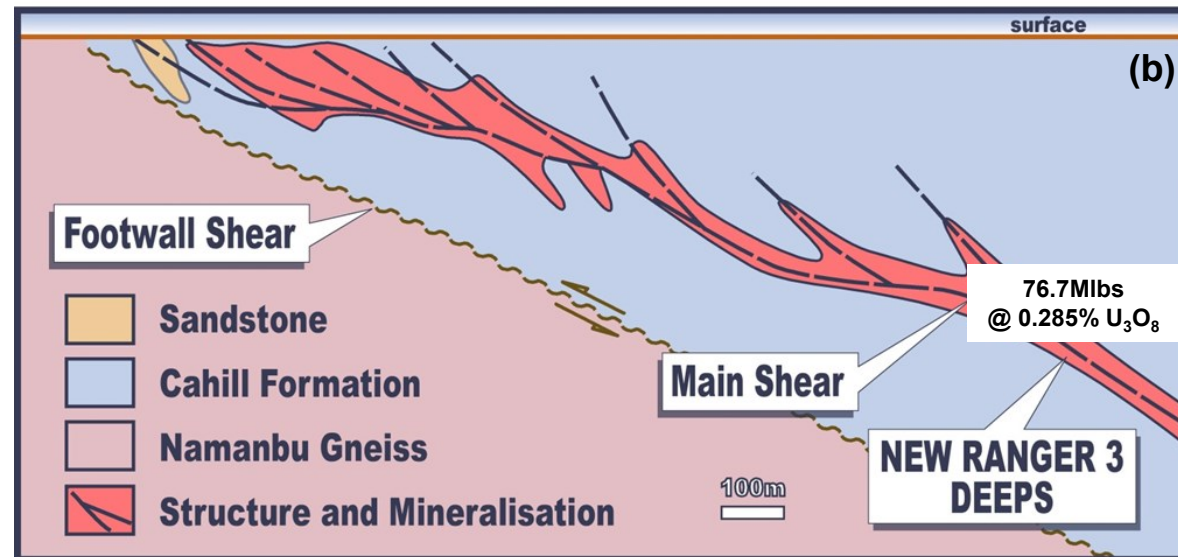 surface
(b)
Footwall Shear
Sandstone
Cahill Formation
Namanbu Gneiss
Structure and Mineralisation
Main Shear
76.7Mlbs
@ 0.285% U₃O₈
NEW RANGER 3
DEEPS
100m